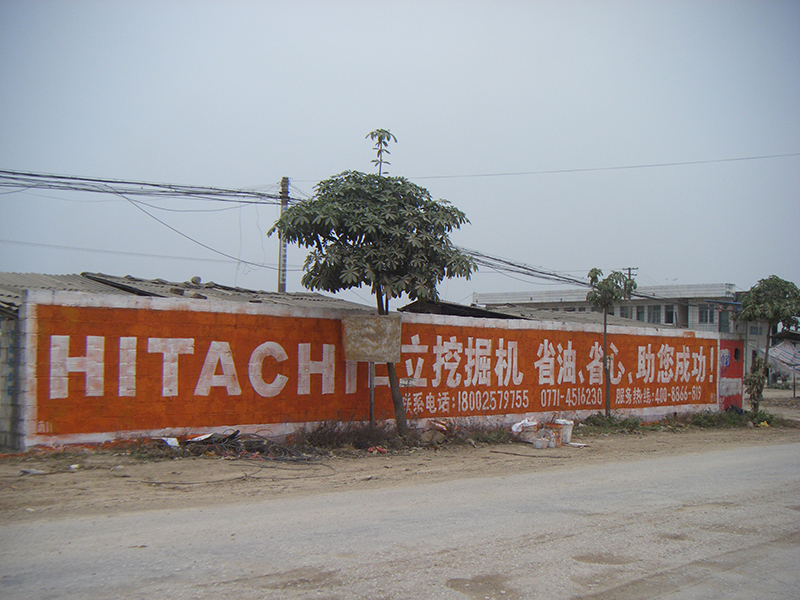 HITACHI 立挖掘机 省油、省心、助您成功!
联系电话:18002579755 0771-4516230 服务热线:400-8866-819